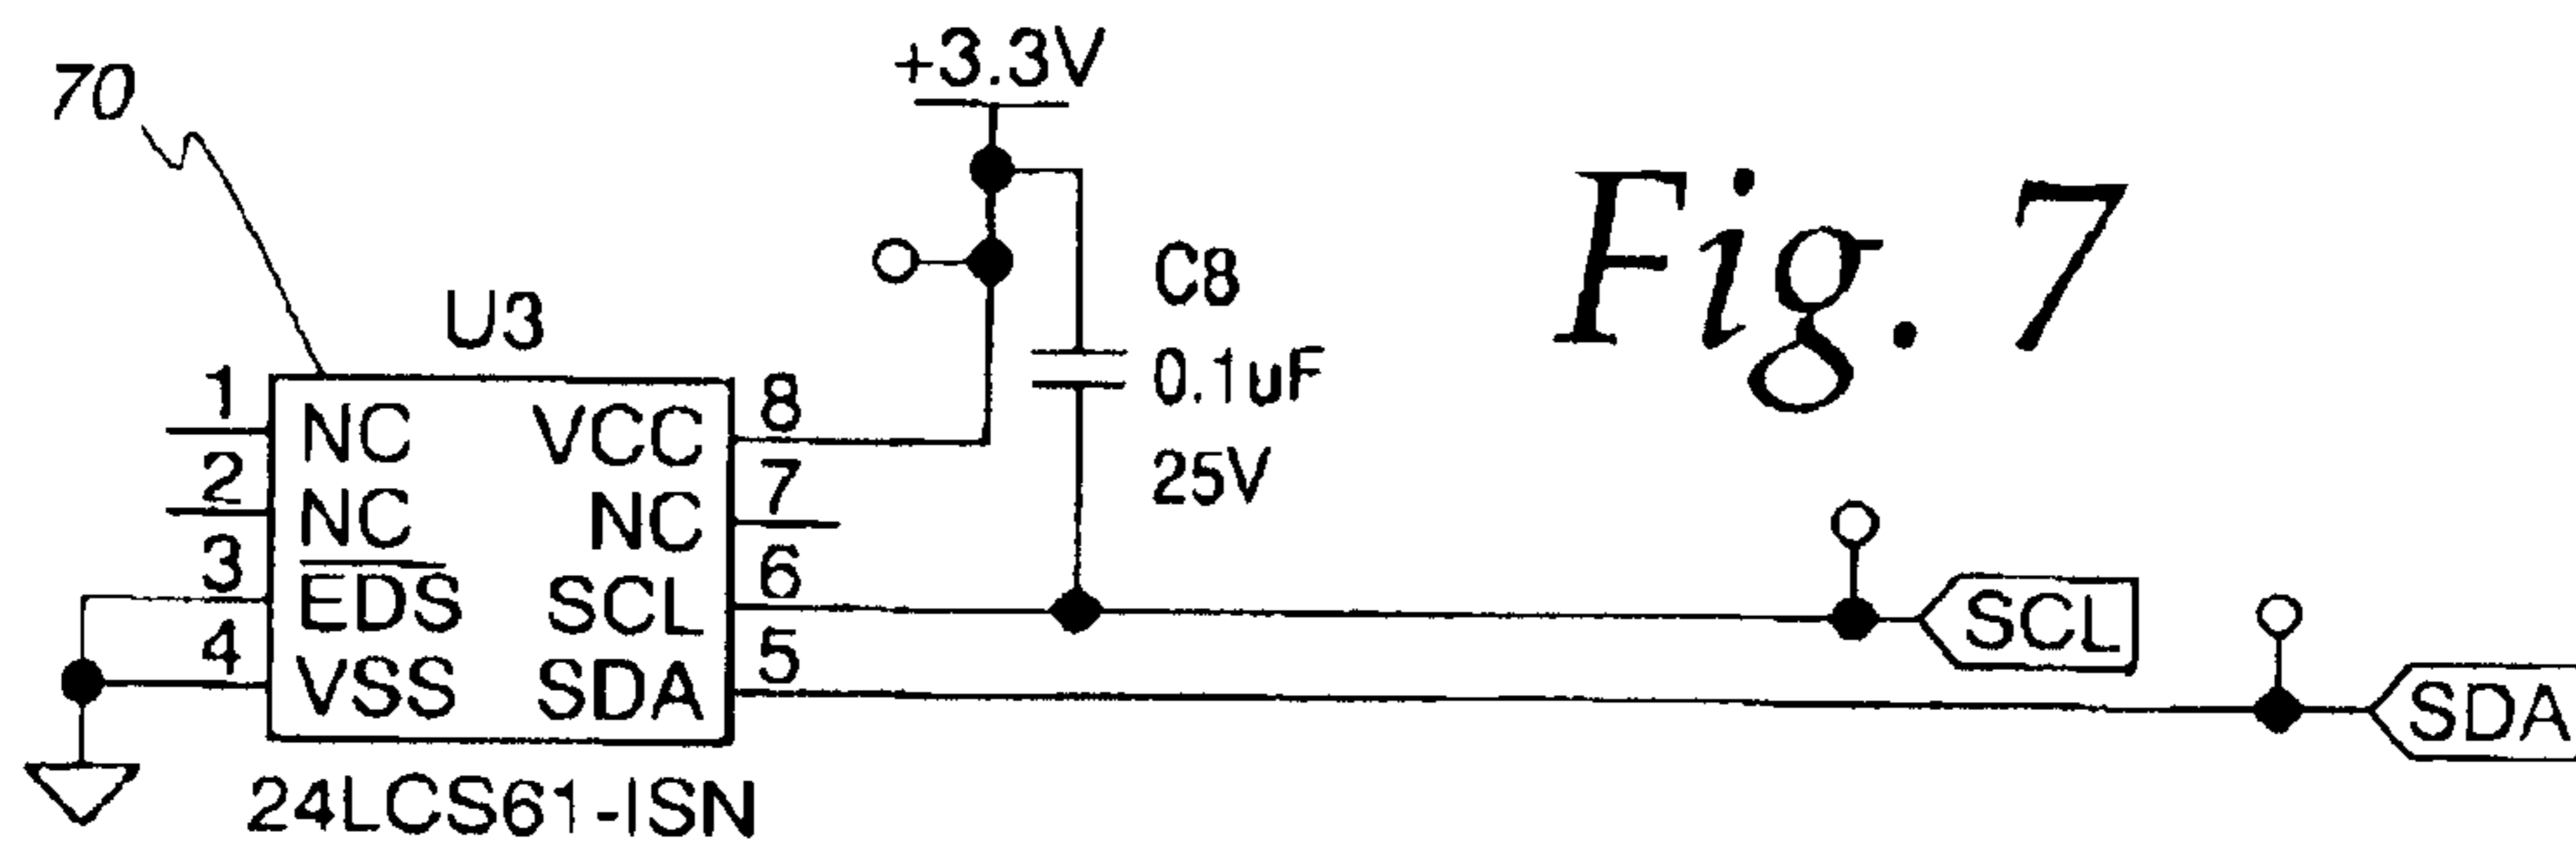 +3.3V
70
Fig. 7
C8
0.1uF
25V
U3
1 NC VCC 8
2 NC NC 7
3 E̅D̅S̅ SCL 6
4 VSS SDA 5
SCL
SDA
24LCS61-ISN